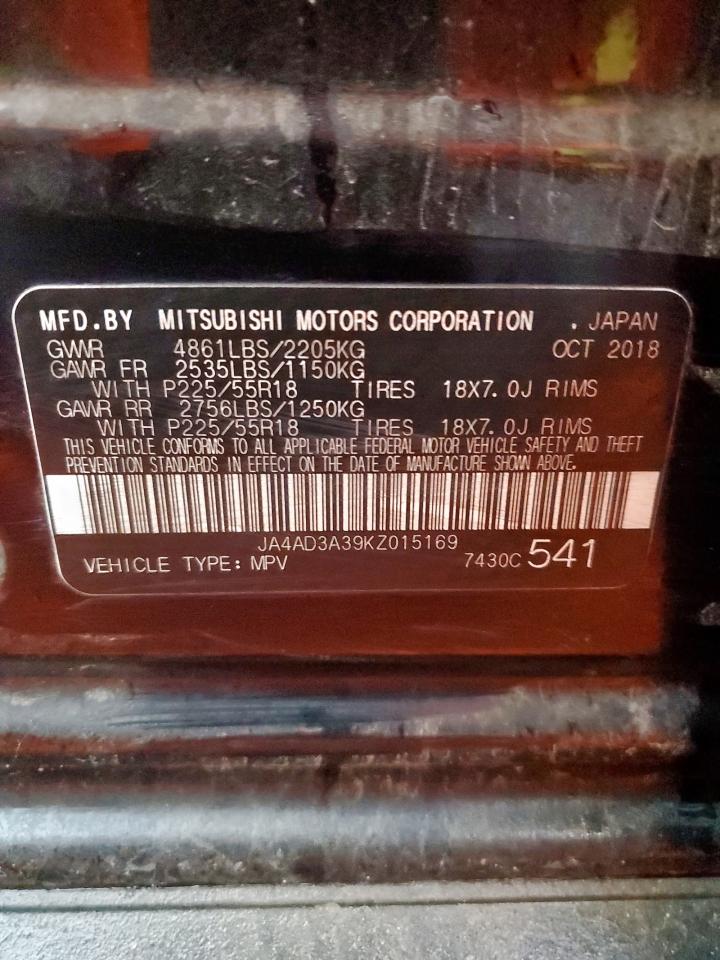 MFD.BY MITSUBISHI MOTORS CORPORATION . JAPAN
GVWR 4861LBS/2205KG OCT 2018
GAWR FR 2535LBS/1150KG
WITH P225/55R18 TIRES 18X7.0J RIMS
GAWR RR 2756LBS/1250KG
WITH P225/55R18 TIRES 18X7.0J RIMS
THIS VEHICLE CONFORMS TO ALL APPLICABLE FEDERAL MOTOR VEHICLE SAFETY AND THEFT
PREVENTION STANDARDS IN EFFECT ON THE DATE OF MANUFACTURE SHOWN ABOVE.
JA4AD3A39KZ015169
VEHICLE TYPE: MPV 7430C 541